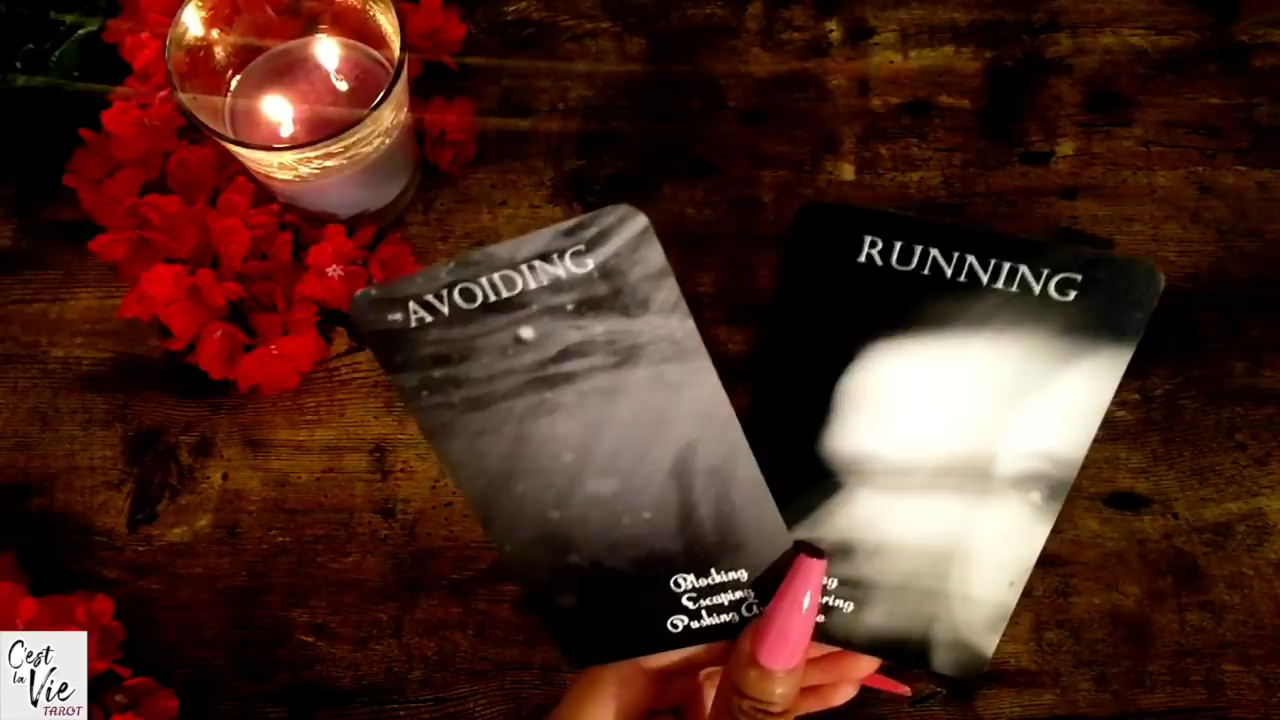 AVOIDING
RUNNING
Blocking
Escaping
Pushing
C'est
la
Vie
TAROT